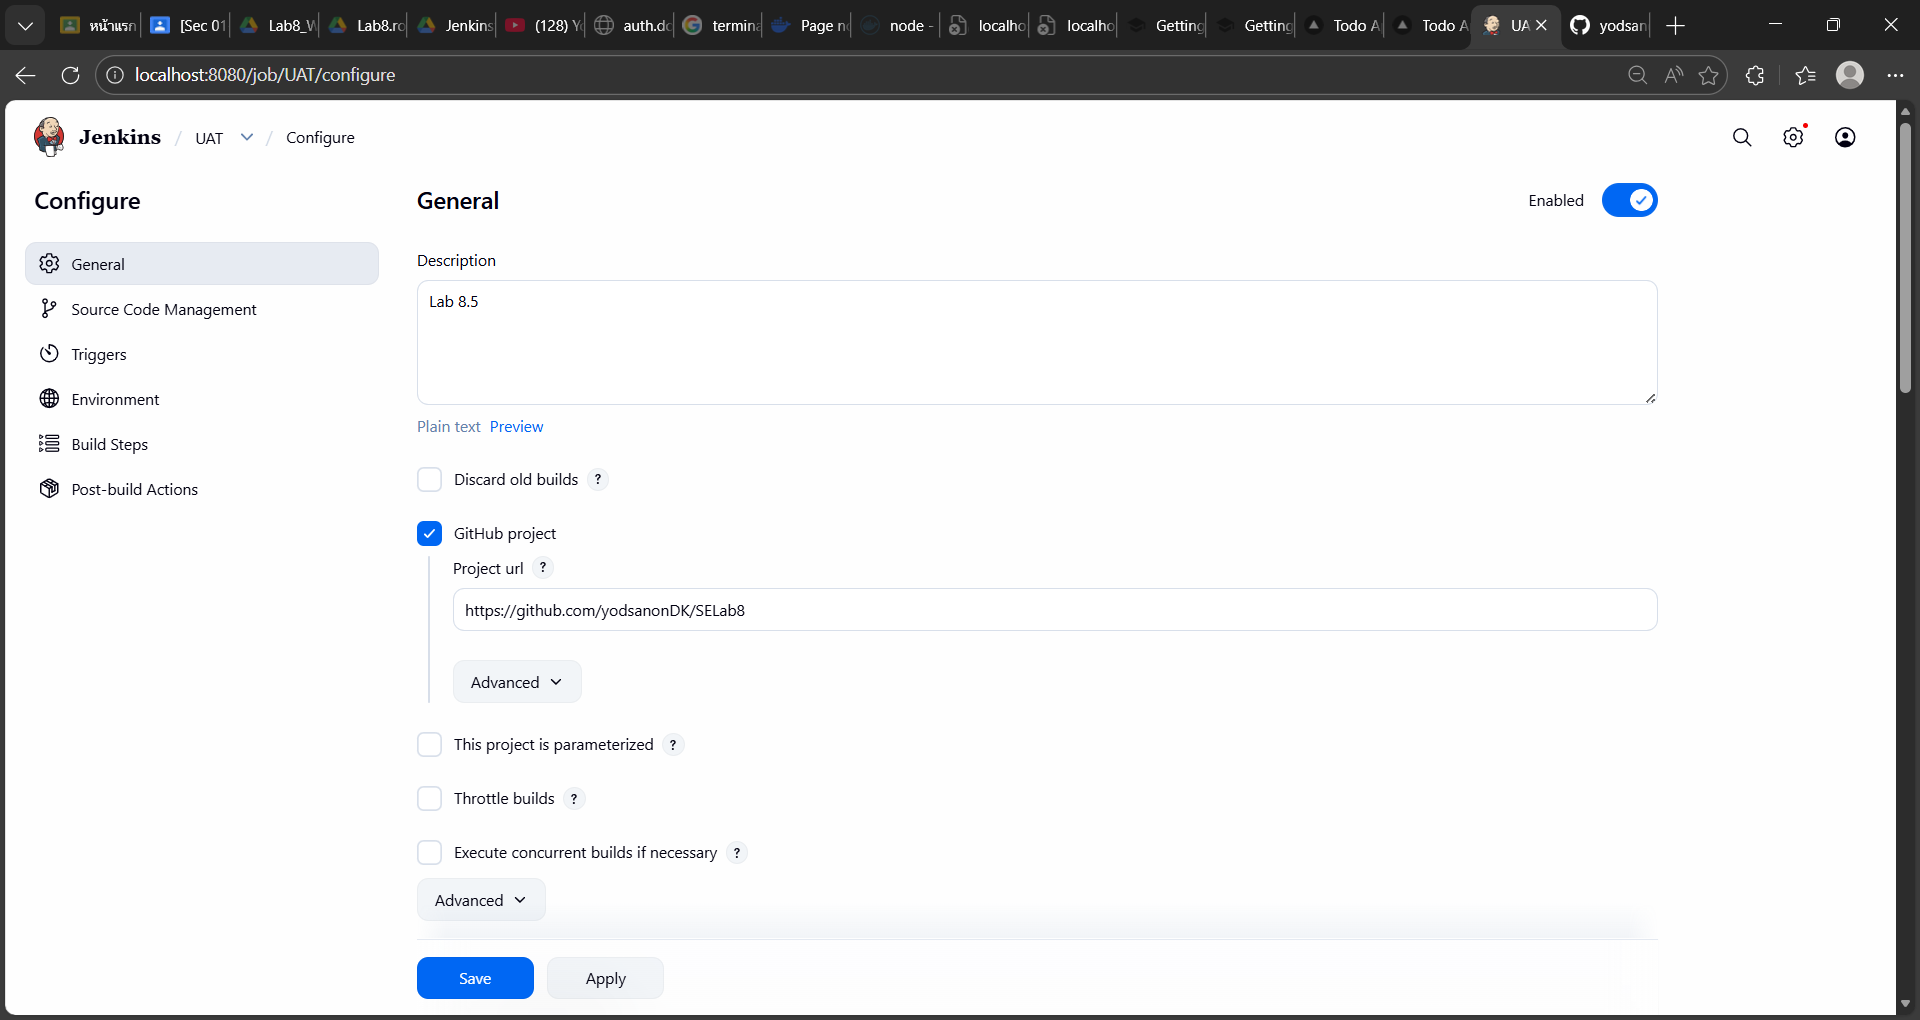 หน้าแรก
[Sec 01
Lab8_W
Lab8.ro
Jenkins
(128) Yo
auth.do
termina
Page no
node -
localho
localho
Getting
Getting
Todo A
Todo A
UA
yodsan
localhost:8080/job/UAT/configure
Jenkins / UAT / Configure
Configure
General
Source Code Management
Triggers
Environment
Build Steps
Post-build Actions
General
Enabled
Description
Lab 8.5
Plain text Preview
Discard old builds ?
GitHub project
Project url ?
https://github.com/yodsanonDK/SELab8
Advanced
This project is parameterized ?
Throttle builds ?
Execute concurrent builds if necessary ?
Advanced
Save
Apply